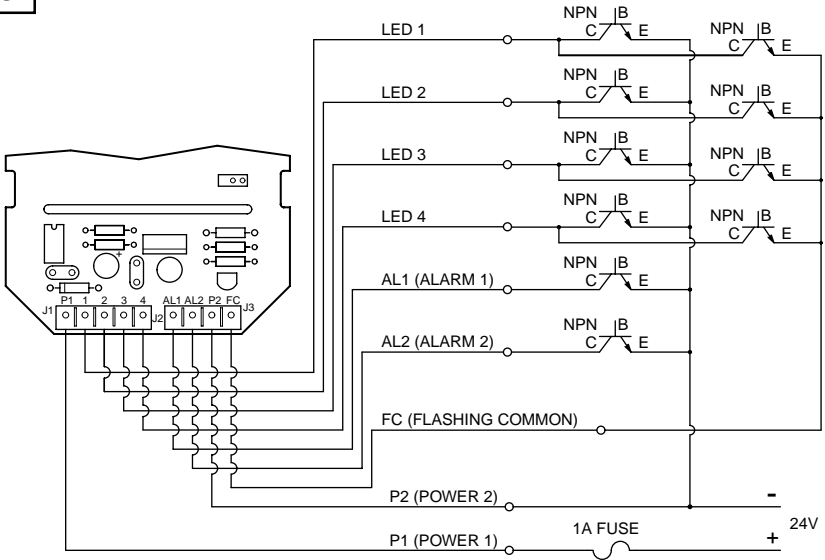 NPN B
LED 1 C E NPN B
C E
NPN B
LED 2 C E NPN B
C E
NPN B
LED 3 C E NPN B
C E
NPN B
LED 4 C E NPN B
C E
NPN B
AL1 (ALARM 1) C E
NPN B
AL2 (ALARM 2) C E
+
P1 1 2 3 4 AL1 AL2 P2 FC
J1 J2 J3
FC (FLASHING COMMON)
P2 (POWER 2) -
24V
P1 (POWER 1) 1A FUSE +